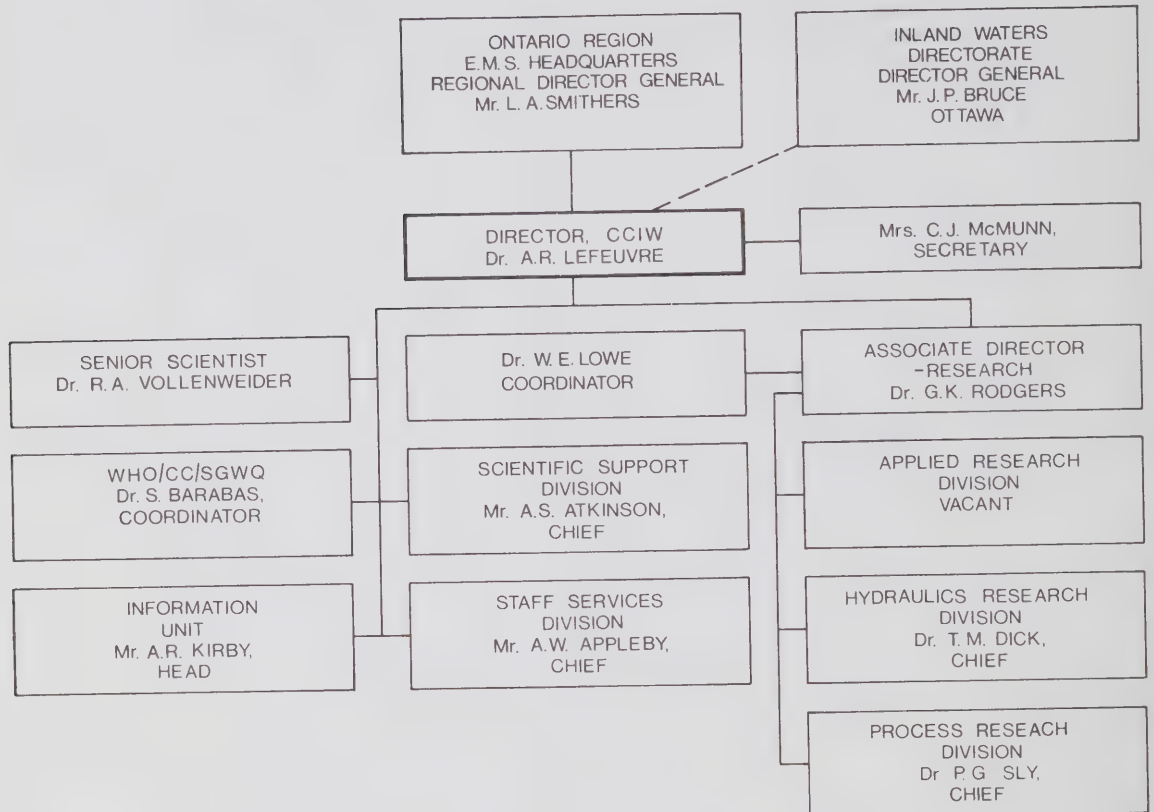 ONTARIO REGION
E.M.S. HEADQUARTERS
REGIONAL DIRECTOR GENERAL
Mr. L.A. SMITHERS
INLAND WATERS
DIRECTORATE
DIRECTOR GENERAL
Mr. J.P. BRUCE
OTTAWA
DIRECTOR, CCIW
Dr. A.R. LEFEUVRE
Mrs. C.J. McMUNN,
SECRETARY
SENIOR SCIENTIST
Dr. R.A. VOLLENWEIDER
Dr. W.E. LOWE
COORDINATOR
ASSOCIATE DIRECTOR
-RESEARCH
Dr. G.K. RODGERS
WHO/CC/SGWQ
Dr. S. BARABAS,
COORDINATOR
SCIENTIFIC SUPPORT
DIVISION
Mr. A.S. ATKINSON,
CHIEF
APPLIED RESEARCH
DIVISION
VACANT
INFORMATION
UNIT
Mr. A.R. KIRBY,
HEAD
STAFF SERVICES
DIVISION
Mr. A.W. APPLEBY,
CHIEF
HYDRAULICS RESEARCH
DIVISION
Dr. T.M. DICK,
CHIEF
PROCESS RESEACH
DIVISION
Dr P.G SLY,
CHIEF